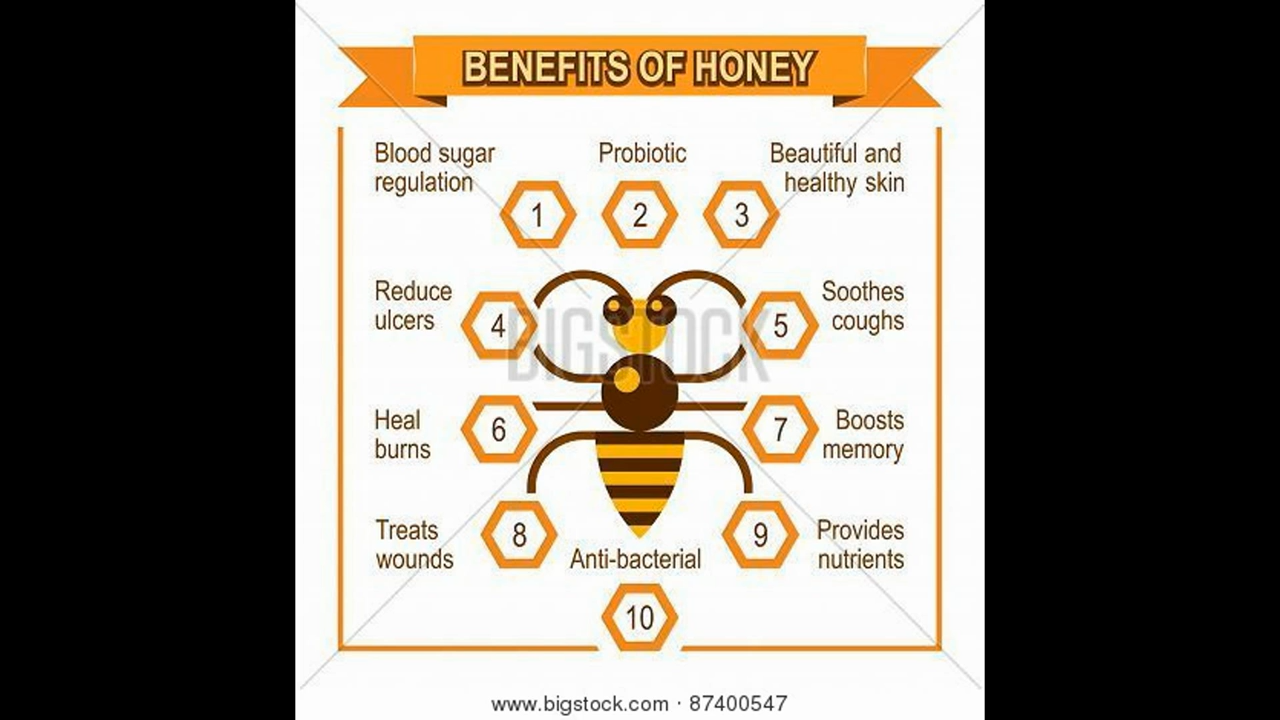 BENEFITS OF HONEY
Blood sugar
regulation
1
Probiotic
2
Beautiful and
healthy skin
3
Reduce
ulcers
4
Soothes
coughs
5
BIGSTOCK
Heal
burns
6
Boosts
memory
7
Treats
wounds
8
Provides
nutrients
9
Anti-bacterial
10
www.bigstock.com · 87400547